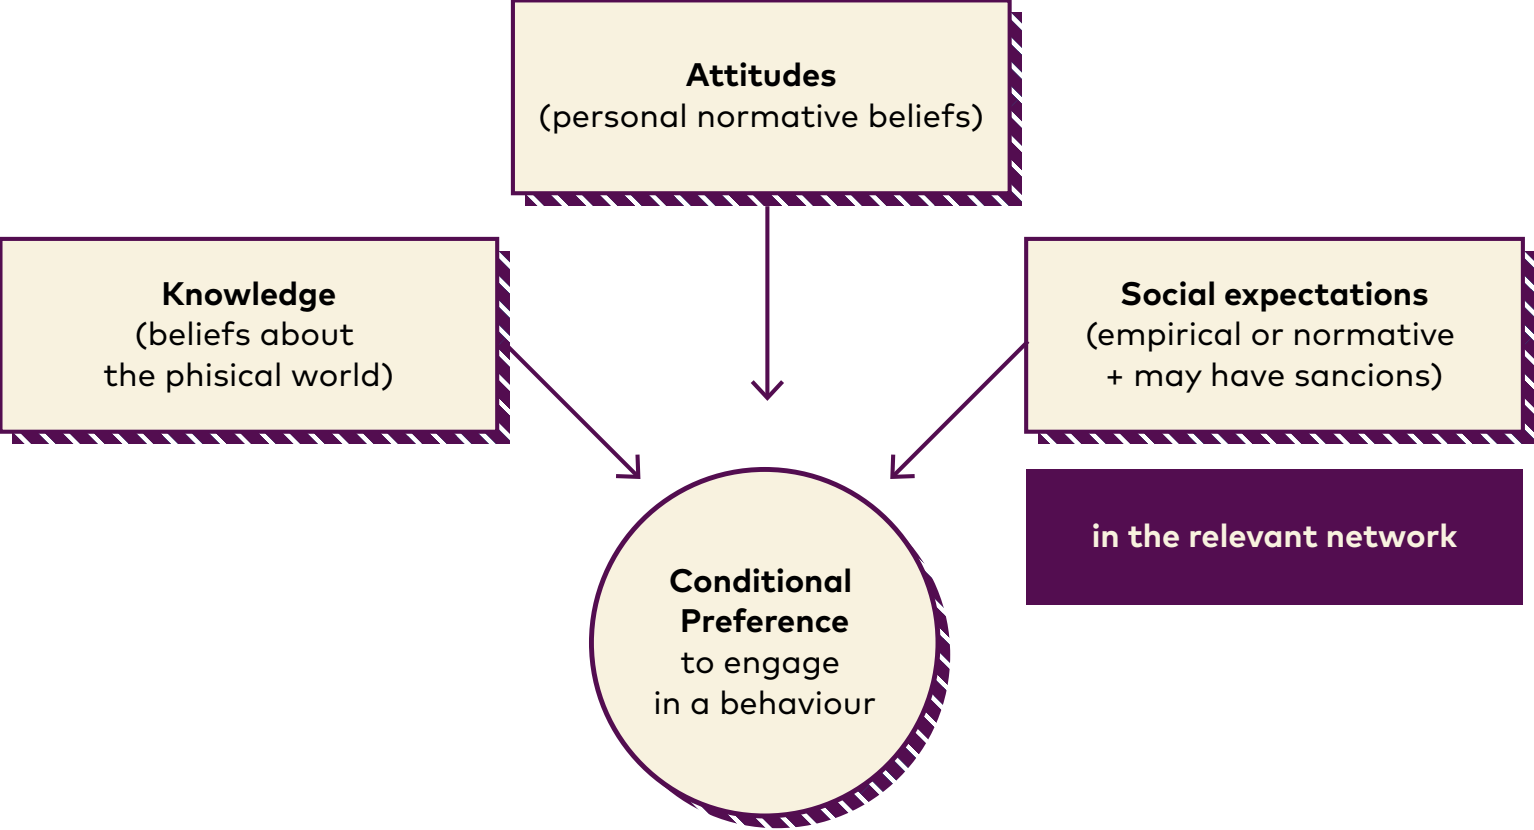 Attitudes
(personal normative beliefs)
Knowledge
(beliefs about
the phisical world)
Social expectations
(empirical or normative
+ may have sancions)
in the relevant network
Conditional
Preference
to engage
in a behaviour